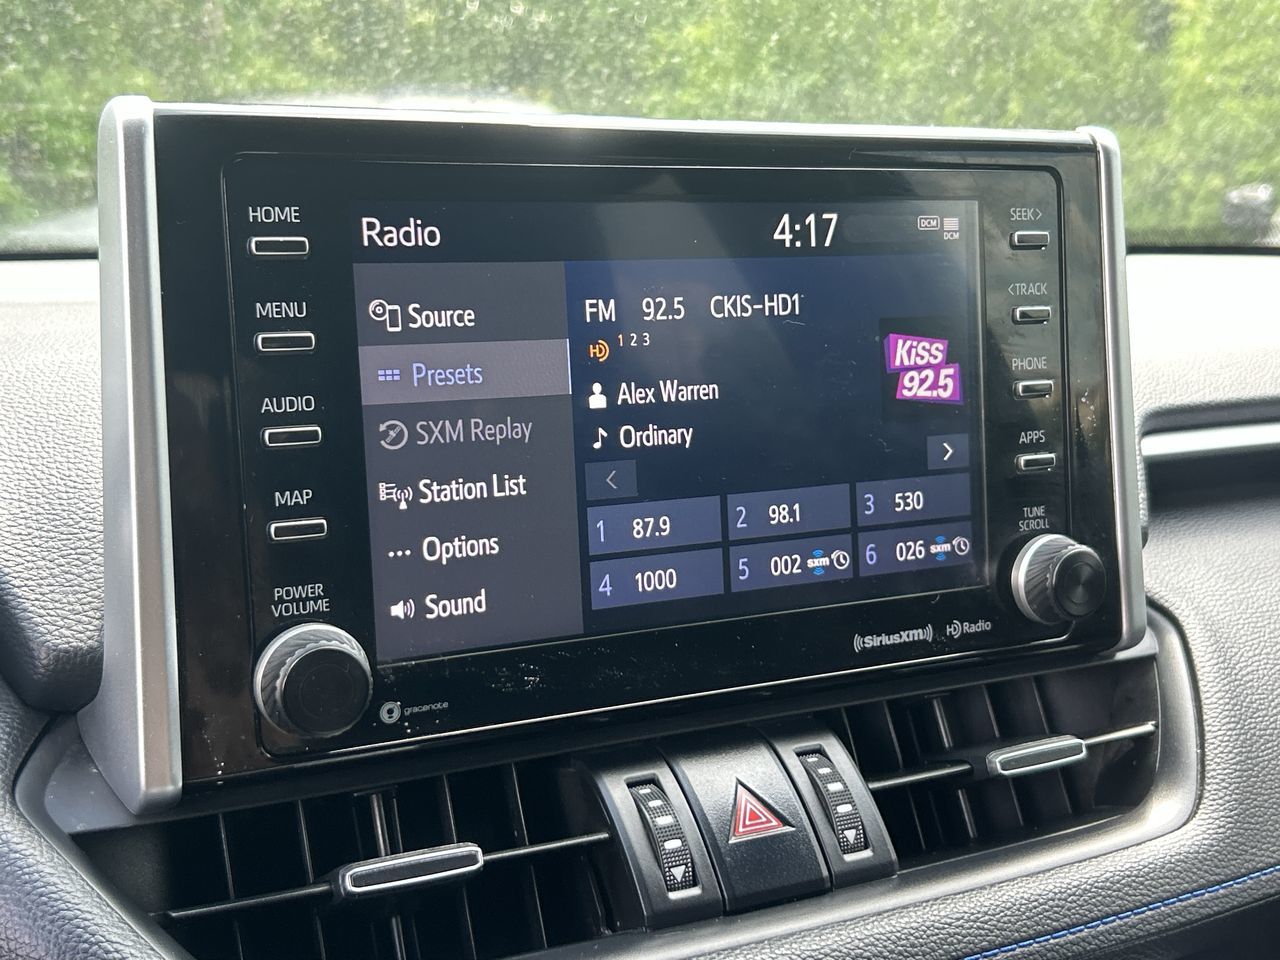 HOME
MENU
AUDIO
MAP
POWER
VOLUME
Radio
4:17
DCM
DCM
Source
Presets
SXM Replay
Station List
Options
Sound
FM 92.5 CKIS-HD1
HD 1 2 3
Alex Warren
Ordinary
KiSS
92.5
<
>
1 87.9
2 98.1
3 530
4 1000
5 002 sxm
6 026 sxm
SEEK>
<TRACK
PHONE
APPS
TUNE
SCROLL
gracenote
((SiriusXM))
HD Radio